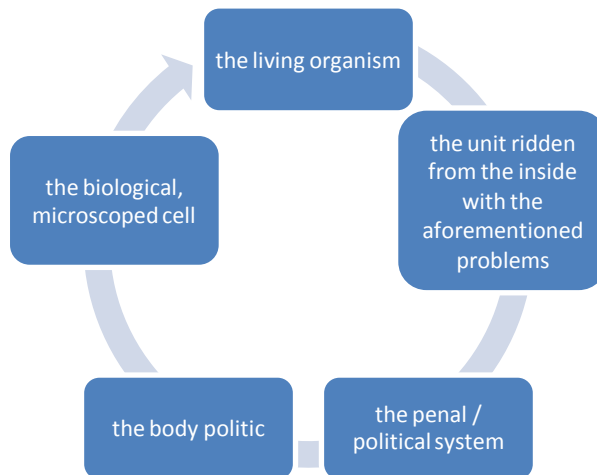 the living organism
the unit ridden
from the inside
with the
aforementioned
problems
the penal /
political system
the body politic
the biological,
microscoped cell